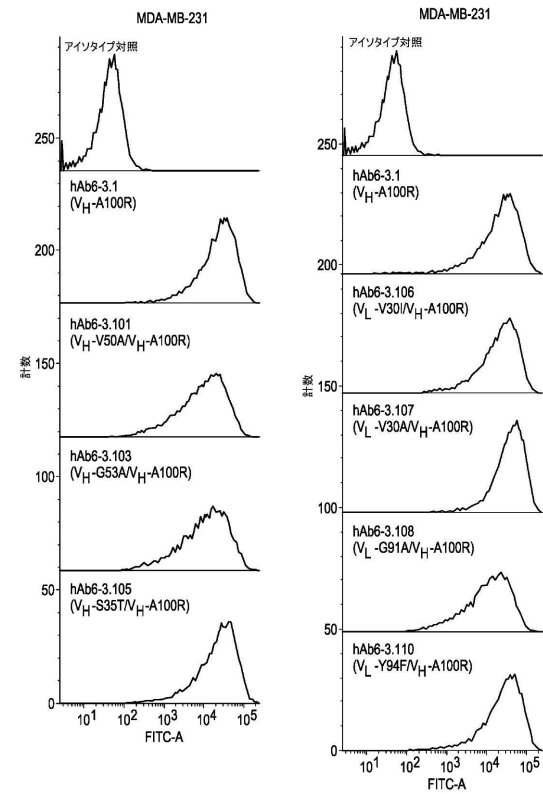 MDA-MB-231
アイソタイプ対照
250
hAb6-3.1
(VH-A100R)
200
hAb6-3.101
(VH-V50A/VH-A100R)
150
計数
hAb6-3.103
(VH-G53A/VH-A100R)
100
hAb6-3.105
(VH-S35T/VH-A100R)
50
0
10¹ 10² 10³ 10⁴ 10⁵
FITC-A
MDA-MB-231
アイソタイプ対照
250
hAb6-3.1
(VH-A100R)
200
hAb6-3.106
(VL-V30I/VH-A100R)
150
計数
hAb6-3.107
(VL-V30A/VH-A100R)
100
hAb6-3.108
(VL-G91A/VH-A100R)
50
hAb6-3.110
(VL-Y94F/VH-A100R)
0
10¹ 10² 10³ 10⁴ 10⁵
FITC-A